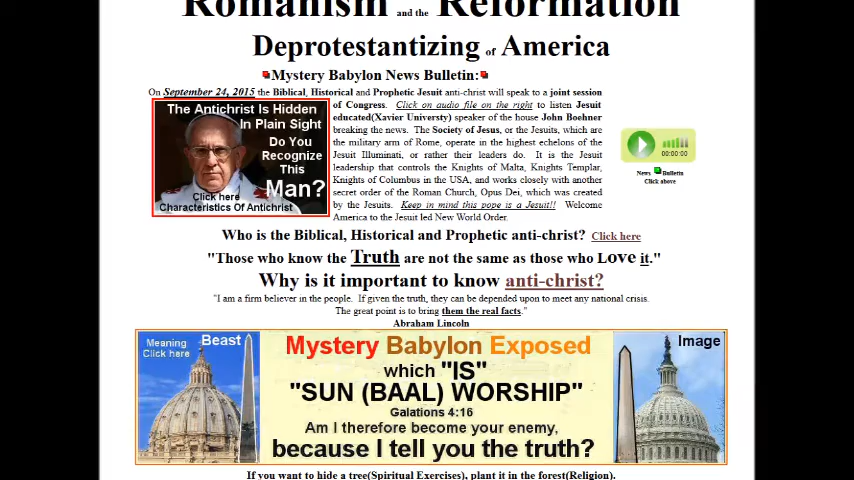 Romanism and the Reformation
Deprotestantizing of America
Mystery Babylon News Bulletin:
On September 24, 2015 the Biblical, Historical and Prophetic Jesuit anti-christ will speak to a joint session
The Antichrist Is Hidden
In Plain Sight
Do You
Recognize
This
Man?
Click here
Characteristics Of Antichrist
of Congress. Click on audio file on the right to listen Jesuit
educated(Xavier Universty) speaker of the house John Boehner
breaking the news. The Society of Jesus, or the Jesuits, which are
the military arm of Rome, operate in the highest echelons of the
Jesuit Illuminati, or rather their leaders do. It is the Jesuit
leadership that controls the Knights of Malta, Knights Templar,
Knights of Columbus in the USA, and works closely with another
secret order of the Roman Church, Opus Dei, which was created
by the Jesuits. Keep in mind this pope is a Jesuit!! Welcome
America to the Jesuit led New World Order.
00:00:00
News Bulletin
Click above
Who is the Biblical, Historical and Prophetic anti-christ? Click here
"Those who know the Truth are not the same as those who Love it."
Why is it important to know anti-christ?
"I am a firm believer in the people. If given the truth, they can be depended upon to meet any national crisis.
The great point is to bring them the real facts."
Abraham Lincoln
Meaning
Click here
Beast
Mystery Babylon Exposed
which "IS"
"SUN (BAAL) WORSHIP"
Galations 4:16
Am I therefore become your enemy,
because I tell you the truth?
Image
If you want to hide a tree(Spiritual Exercises), plant it in the forest(Religion).